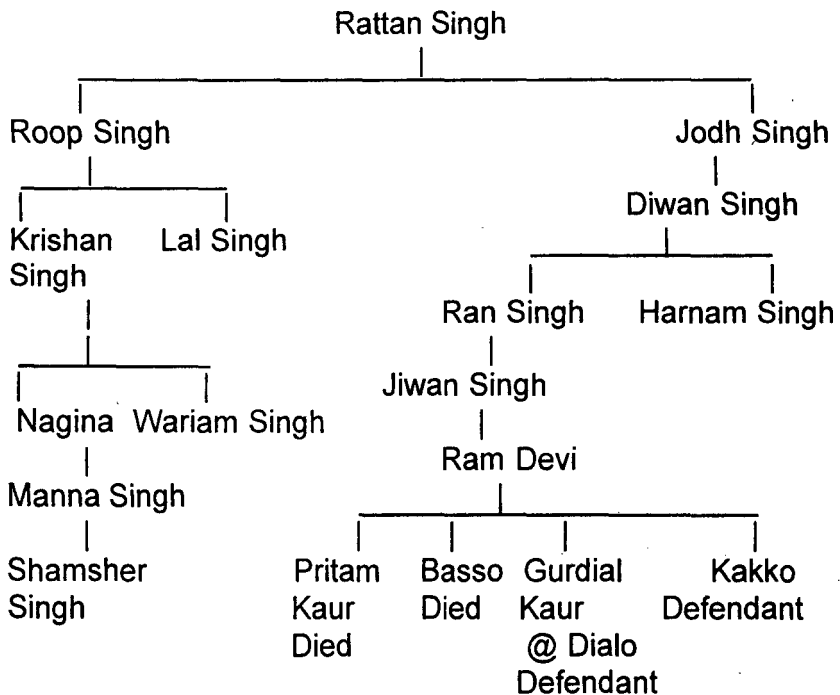 Rattan Singh
Roop Singh Jodh Singh
Diwan Singh
Krishan Lal Singh
Singh
Ran Singh Harnam Singh
Jiwan Singh
Nagina Wariam Singh
Ram Devi
Manna Singh
Shamsher Pritam Basso Gurdial Kakko
Singh Kaur Died Kaur Defendant
Died @ Dialo
Defendant